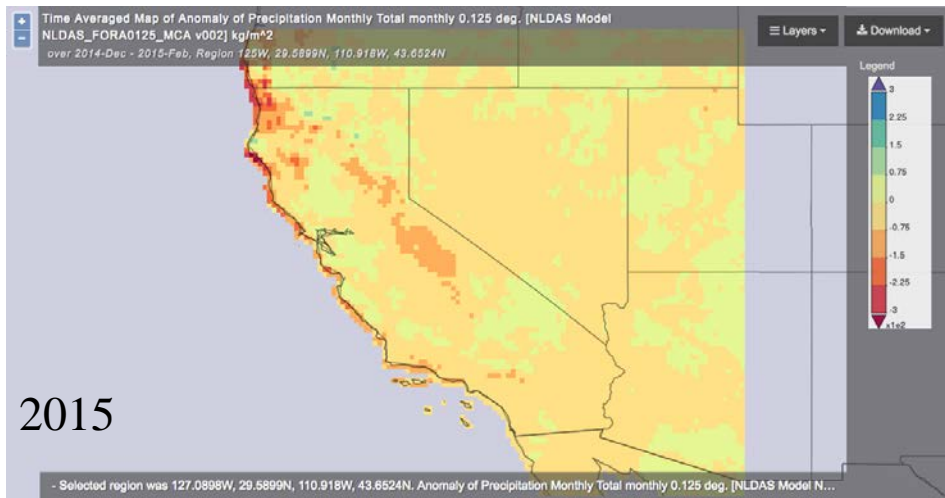 Time Averaged Map of Anomaly of Precipitation Monthly Total monthly 0.125 deg. [NLDAS Model
NLDAS_FORA0125_MCA v002] kg/m^2
over 2014-Dec - 2015-Feb, Region 125W, 29.5899N, 110.918W, 43.6524N
Layers
Download
Legend
3
2.25
1.5
0.75
0
-0.75
-1.5
-2.25
-3
x1e2
2015
- Selected region was 127.0898W, 29.5899N, 110.918W, 43.6524N. Anomaly of Precipitation Monthly Total monthly 0.125 deg. [NLDAS Model N...